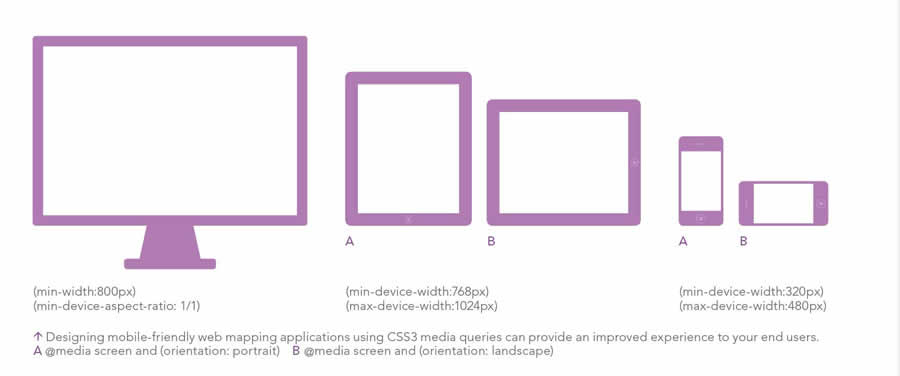 A
B
A
B
(min-width:800px)
(min-device-aspect-ratio: 1/1)
(min-device-width:768px)
(max-device-width:1024px)
(min-device-width:320px)
(max-device-width:480px)
↑ Designing mobile-friendly web mapping applications using CSS3 media queries can provide an improved experience to your end users.
A @media screen and (orientation: portrait) B @media screen and (orientation: landscape)